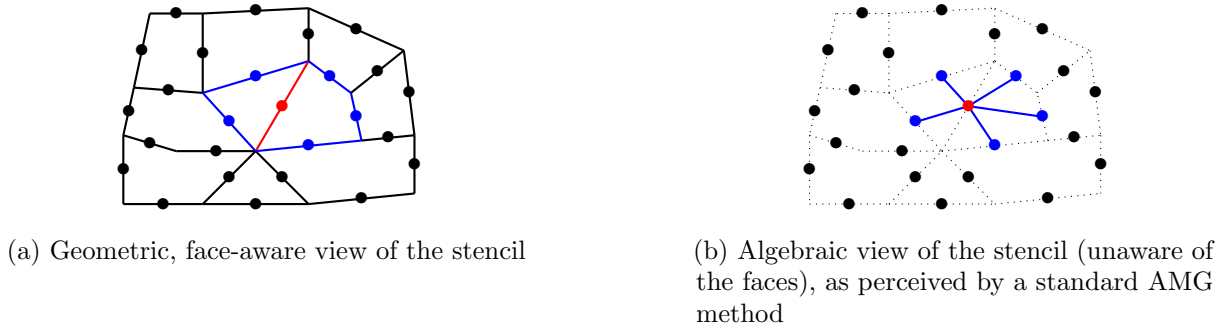 (a) Geometric, face-aware view of the stencil
(b) Algebraic view of the stencil (unaware of
the faces), as perceived by a standard AMG
method